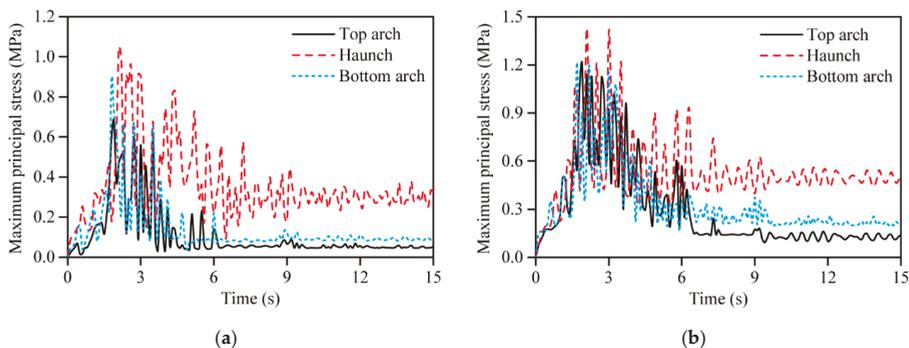 Maximum principal stress (MPa)
1.2
1.0
0.8
0.6
0.4
0.2
0.0
0
3
6
9
12
15
Time (s)
Top arch
Haunch
Bottom arch
(a)
Maximum principal stress (MPa)
1.5
1.2
0.9
0.6
0.3
0.0
0
3
6
9
12
15
Time (s)
Top arch
Haunch
Bottom arch
(b)